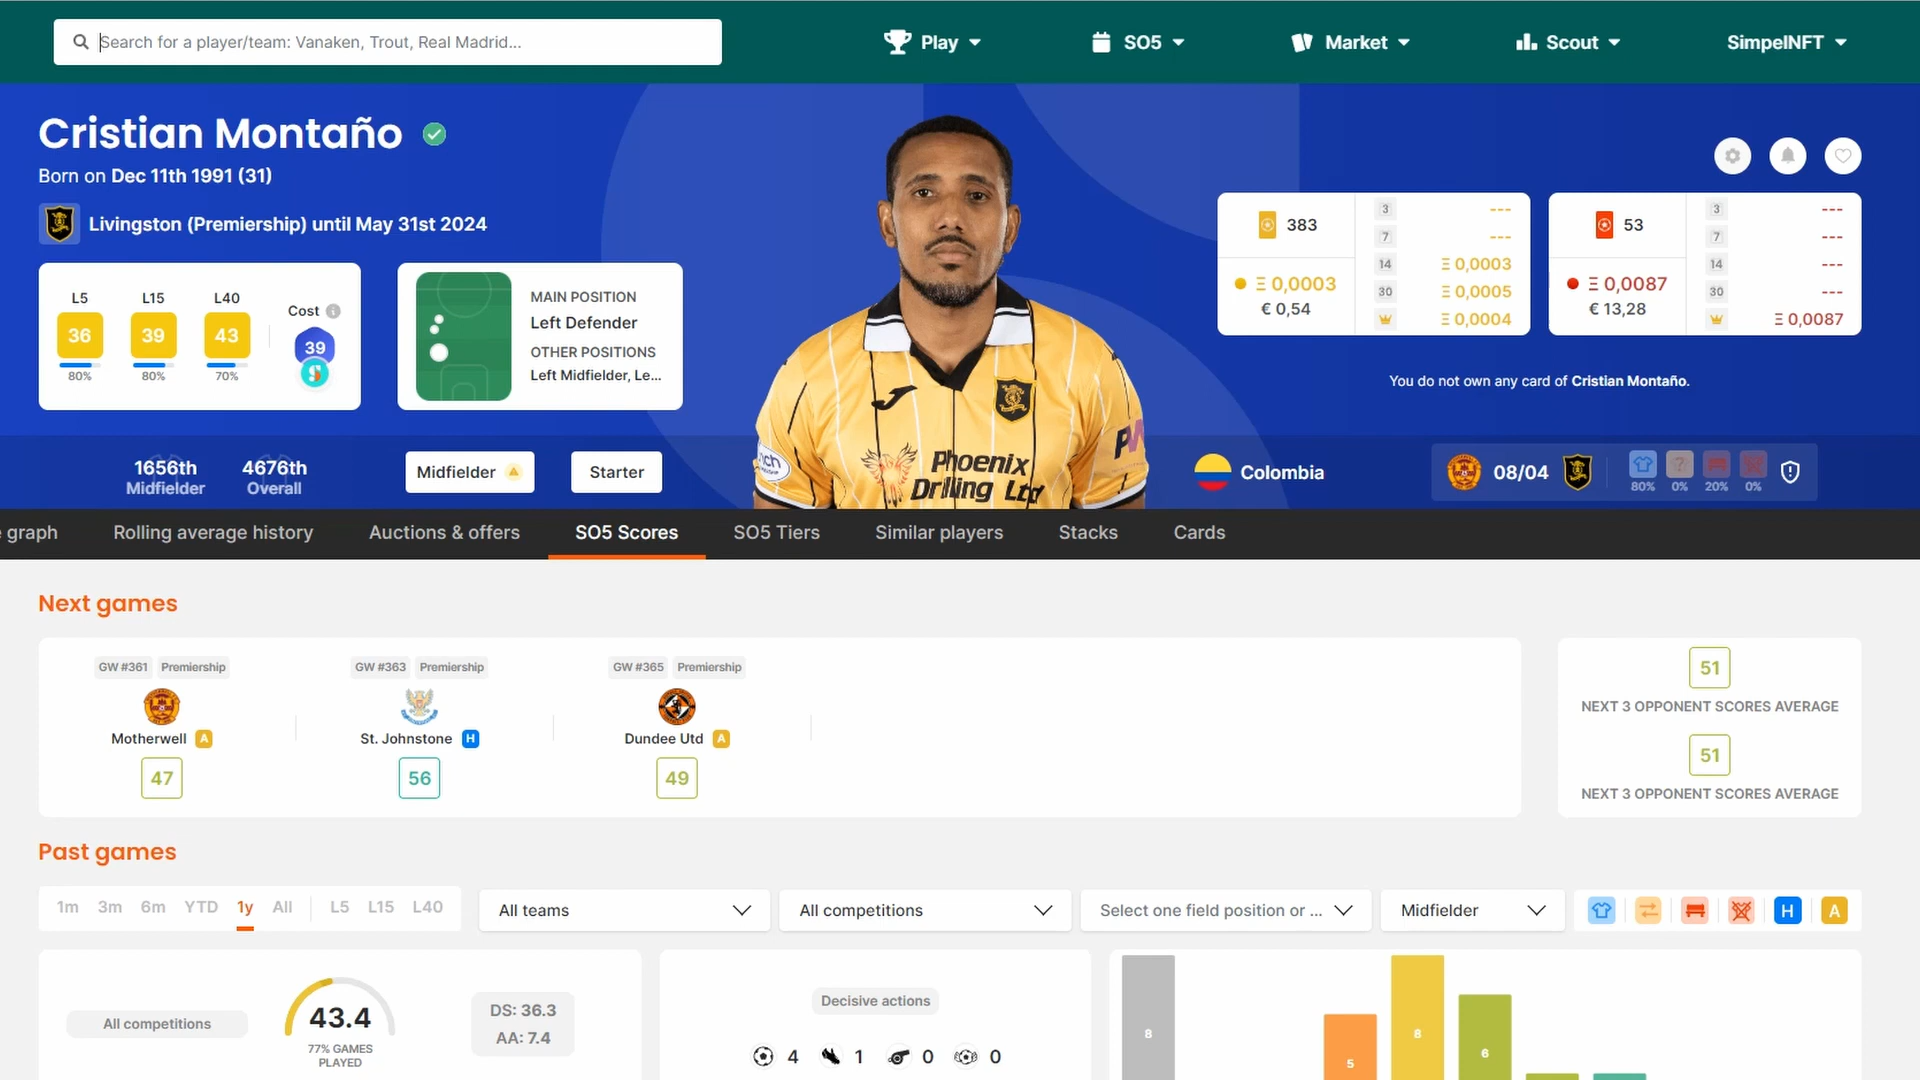 Search for a player/team: Vanaken, Trout, Real Madrid...
Play
SO5
Market
Scout
SimpelNFT
Cristian Montaño
Born on Dec 11th 1991 (31)
Livingston (Premiership) until May 31st 2024
L5 L15 L40 Cost
36 39 43 39
80% 80% 70%
MAIN POSITION
Left Defender
OTHER POSITIONS
Left Midfielder, Le...
Phoenix
Drilling Ltd
383
Ξ 0,0003
€ 0,54
3 ---
7 ---
14 Ξ 0,0003
30 Ξ 0,0005
Ξ 0,0004
53
Ξ 0,0087
€ 13,28
3 ---
7 ---
14 ---
30 ---
Ξ 0,0087
You do not own any card of Cristian Montaño.
1656th
Midfielder
4676th
Overall
Midfielder
Starter
Colombia
08/04
80% 0% 20% 0%
graph
Rolling average history
Auctions & offers
SO5 Scores
SO5 Tiers
Similar players
Stacks
Cards
Next games
GW #361 Premiership
Motherwell A
47
GW #363 Premiership
St. Johnstone H
56
GW #365 Premiership
Dundee Utd A
49
51
NEXT 3 OPPONENT SCORES AVERAGE
51
NEXT 3 OPPONENT SCORES AVERAGE
Past games
1m 3m 6m YTD 1y All L5 L15 L40
All teams
All competitions
Select one field position or ...
Midfielder
H A
All competitions
43.4
77% GAMES
PLAYED
DS: 36.3
AA: 7.4
Decisive actions
4 1 0 0
8
5
8
6